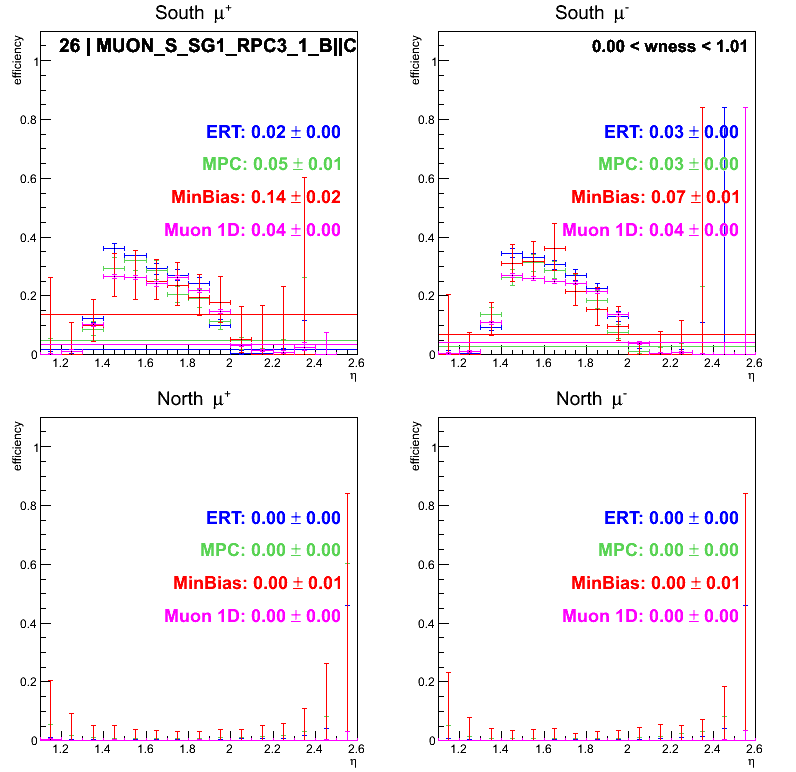 South μ+
26 | MUON_S_SG1_RPC3_1_B||C
efficiency
1
0.8
0.6
0.4
0.2
0
ERT: 0.02 ± 0.00
MPC: 0.05 ± 0.01
MinBias: 0.14 ± 0.02
Muon 1D: 0.04 ± 0.00
1.2 1.4 1.6 1.8 2 2.2 2.4 2.6
η
South μ-
0.00 < wness < 1.01
efficiency
1
0.8
0.6
0.4
0.2
0
ERT: 0.03 ± 0.00
MPC: 0.03 ± 0.00
MinBias: 0.07 ± 0.01
Muon 1D: 0.04 ± 0.00
1.2 1.4 1.6 1.8 2 2.2 2.4 2.6
η
North μ+
efficiency
1
0.8
0.6
0.4
0.2
0
ERT: 0.00 ± 0.00
MPC: 0.00 ± 0.00
MinBias: 0.00 ± 0.01
Muon 1D: 0.00 ± 0.00
1.2 1.4 1.6 1.8 2 2.2 2.4 2.6
η
North μ-
efficiency
1
0.8
0.6
0.4
0.2
0
ERT: 0.00 ± 0.00
MPC: 0.00 ± 0.00
MinBias: 0.00 ± 0.01
Muon 1D: 0.00 ± 0.00
1.2 1.4 1.6 1.8 2 2.2 2.4 2.6
η